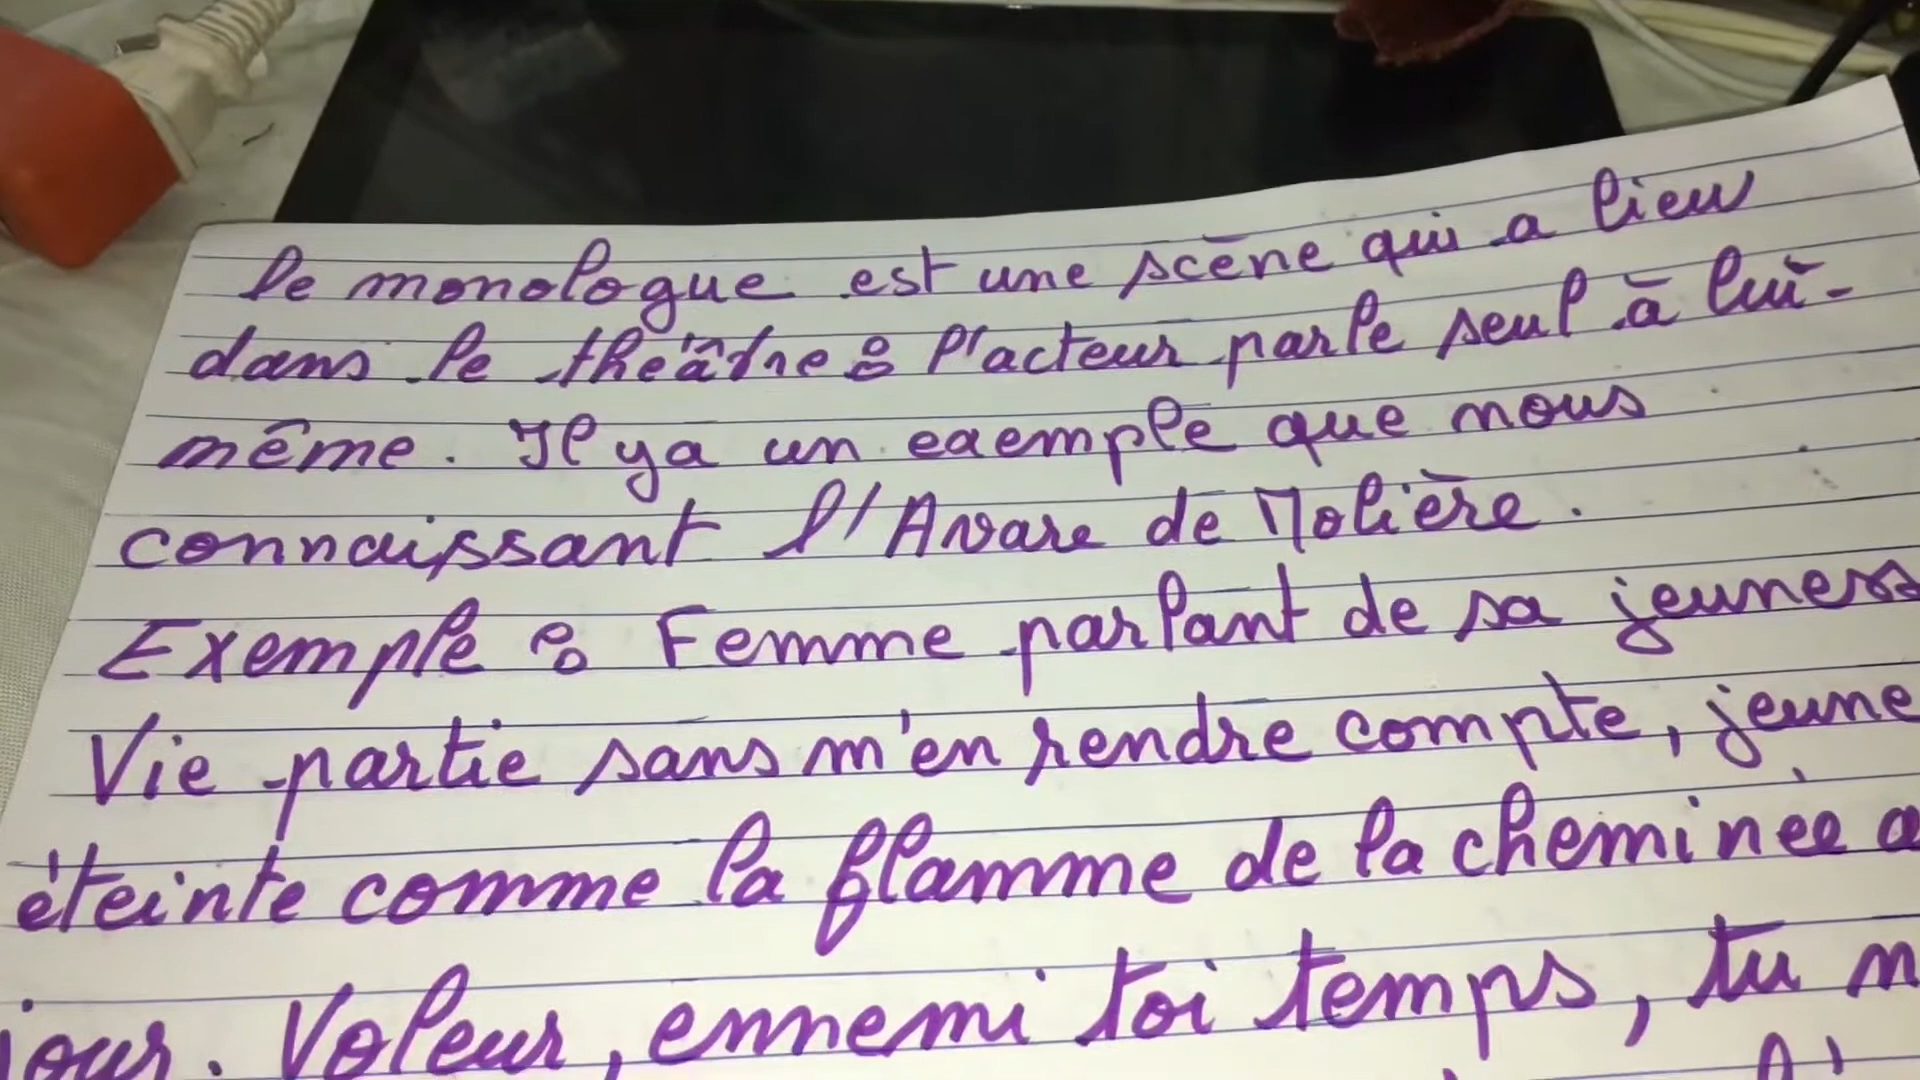 Le monologue est une scène qui a lieu
dans le théâtre : l'acteur parle seul à lui-
même. Il ya un exemple que nous
connaissant l'Avare de Molière.
Exemple : Femme parlant de sa
Vie partie sans m'en rendre compte, jeune
éteinte comme la flamme de la cheminée
jour. Voleur, ennemi toi temps, tu